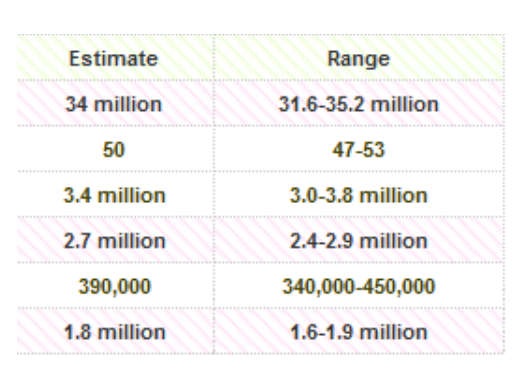 Estimate Range
34 million 31.6-35.2 million
50 47-53
3.4 million 3.0-3.8 million
2.7 million 2.4-2.9 million
390,000 340,000-450,000
1.8 million 1.6-1.9 million